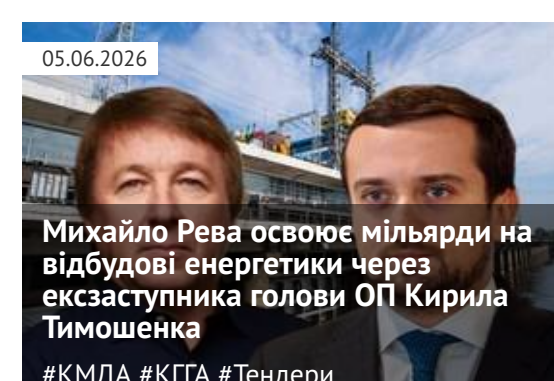 05.06.2026
Михайло Рева освоює мільярди на
відбудові енергетики через
ексзаступника голови ОП Кирила
Тимошенка
#КМДА #КГГА #Тендери